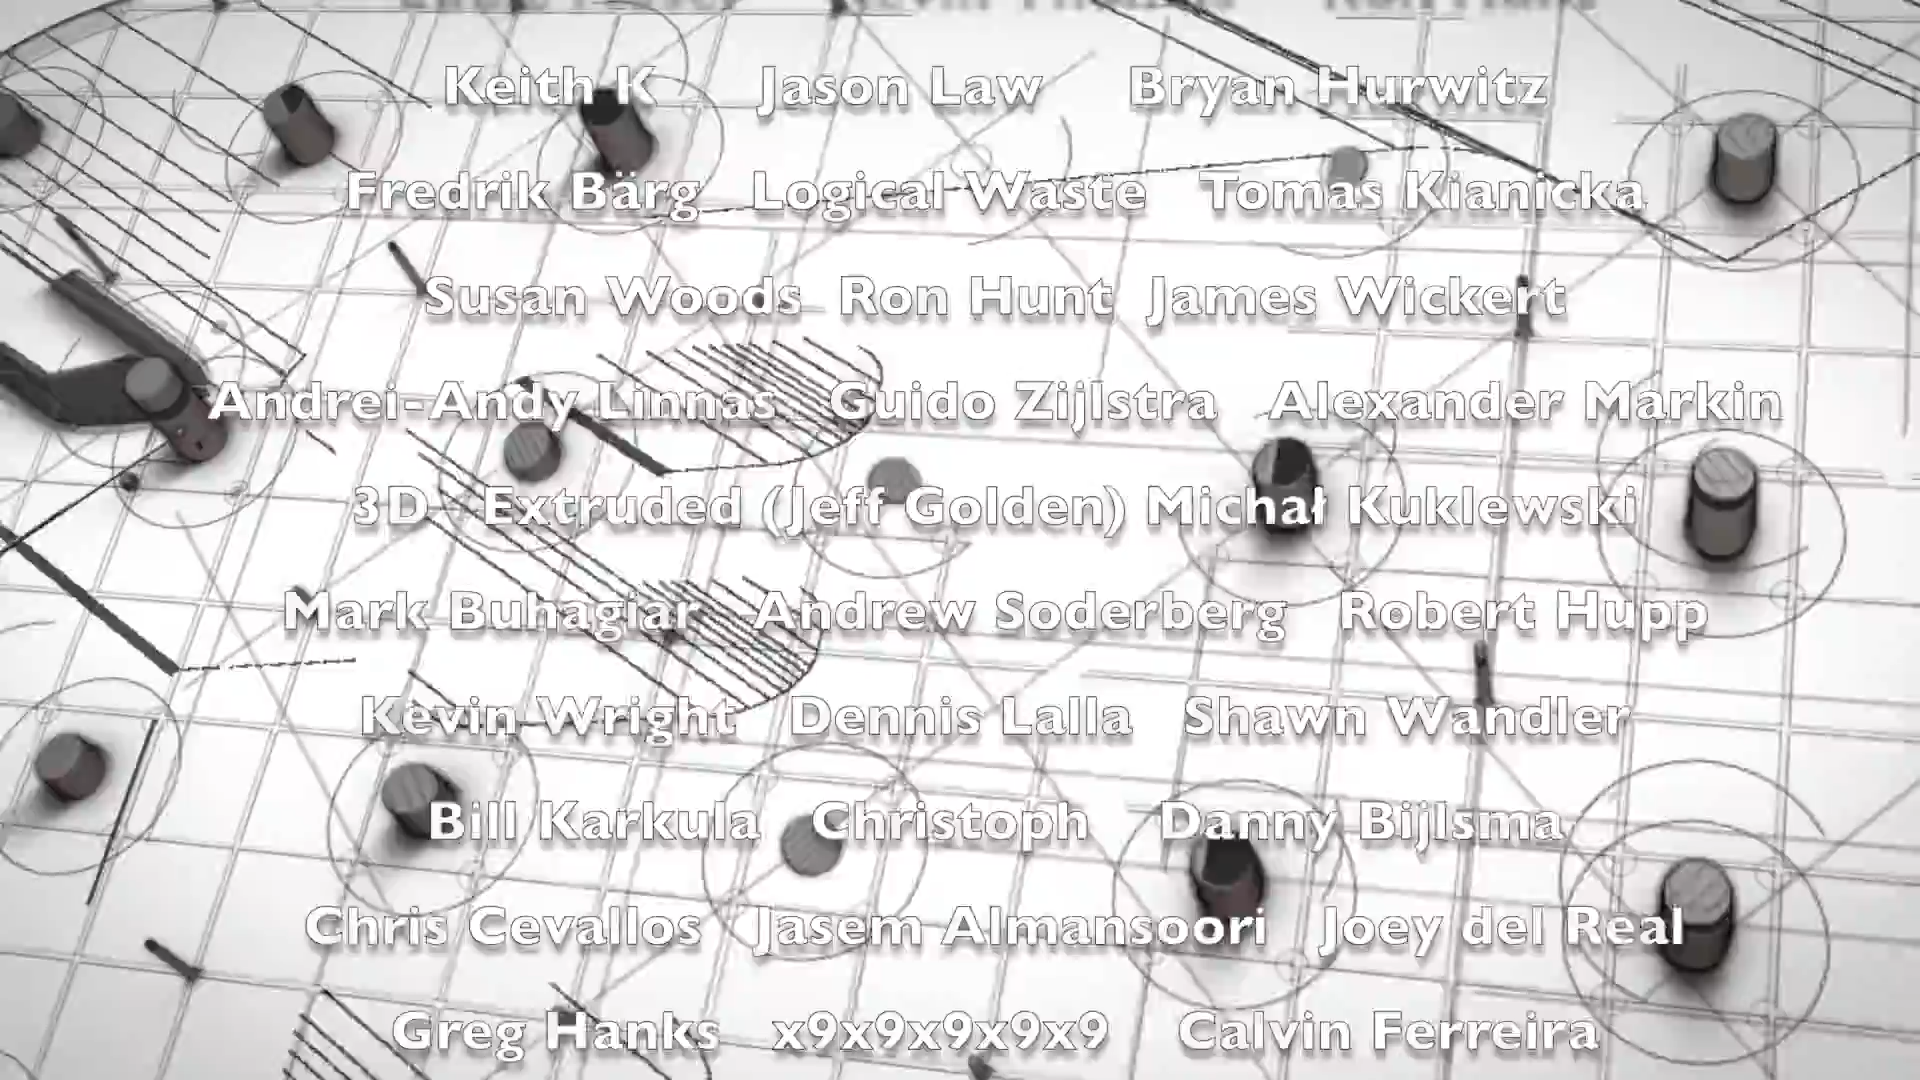 Keith K Jason Law Bryan Hurwitz
Fredrik Bärg Logical Waste Tomas Kianicka
Susan Woods Ron Hunt James Wickert
Andrei-Andy Linnas Guido Zijlstra Alexander Markin
3D - Extruded (Jeff Golden) Michał Kuklewski
Mark Buhagiar Andrew Soderberg Robert Hupp
Kevin Wright Dennis Lalla Shawn Wandler
Bill Karkula Christoph Danny Bijlsma
Chris Cevallos Jasem Almansoori Joey del Real
Greg Hanks x9x9x9x9x9 Calvin Ferreira